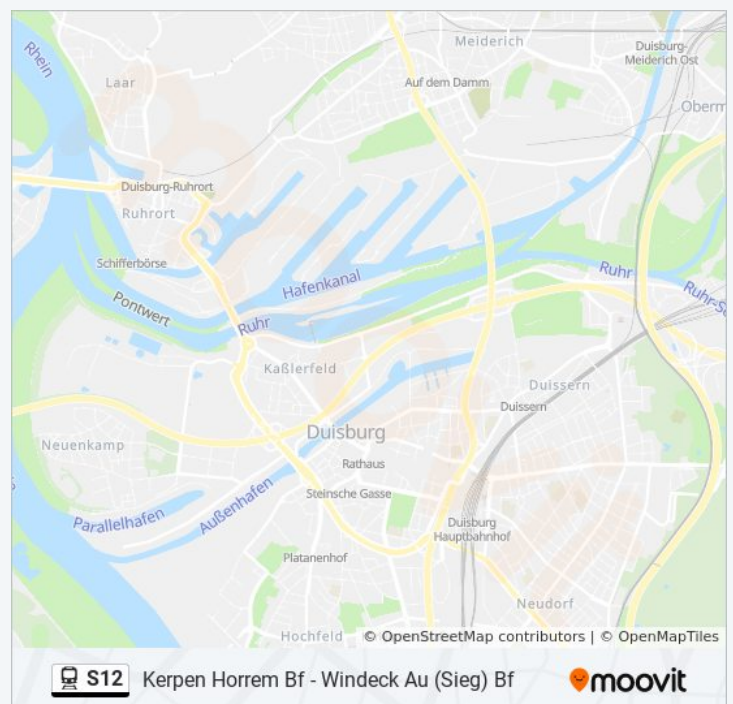 Meiderich
Duisburg-
Meiderich Ost
Rhein
Laar
Auf dem Damm
Oberm
Duisburg-Ruhrort
Ruhrort
Schifferbörse
Hafenkanal
Ruhr
Ruhr-S
Pontwert
Ruhr
Kaßlerfeld
Duissern
Duissern
Duisburg
Neuenkamp
Rathaus
Steinsche Gasse
Parallelhafen
Außenhafen
Duisburg
Hauptbahnhof
Platanenhof
Neudorf
Hochfeld
© OpenStreetMap contributors | © OpenMapTiles
S12 Kerpen Horrem Bf - Windeck Au (Sieg) Bf moovit